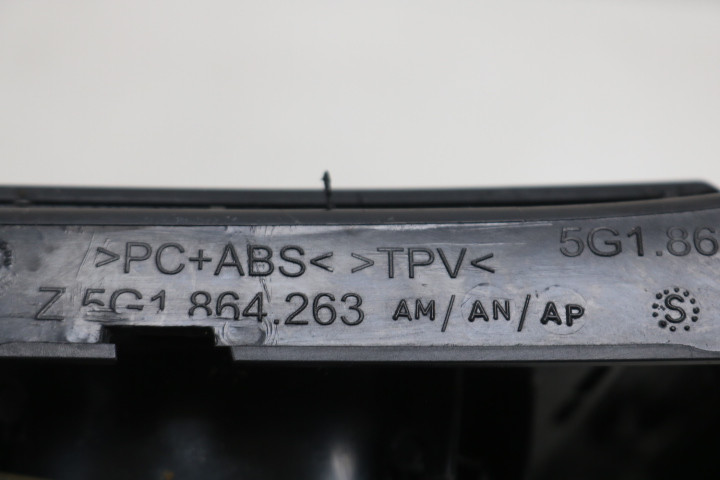 >PC+ABS< >TPV< 5G1.86
Z 5G1.864.263 AM/AN/AP S